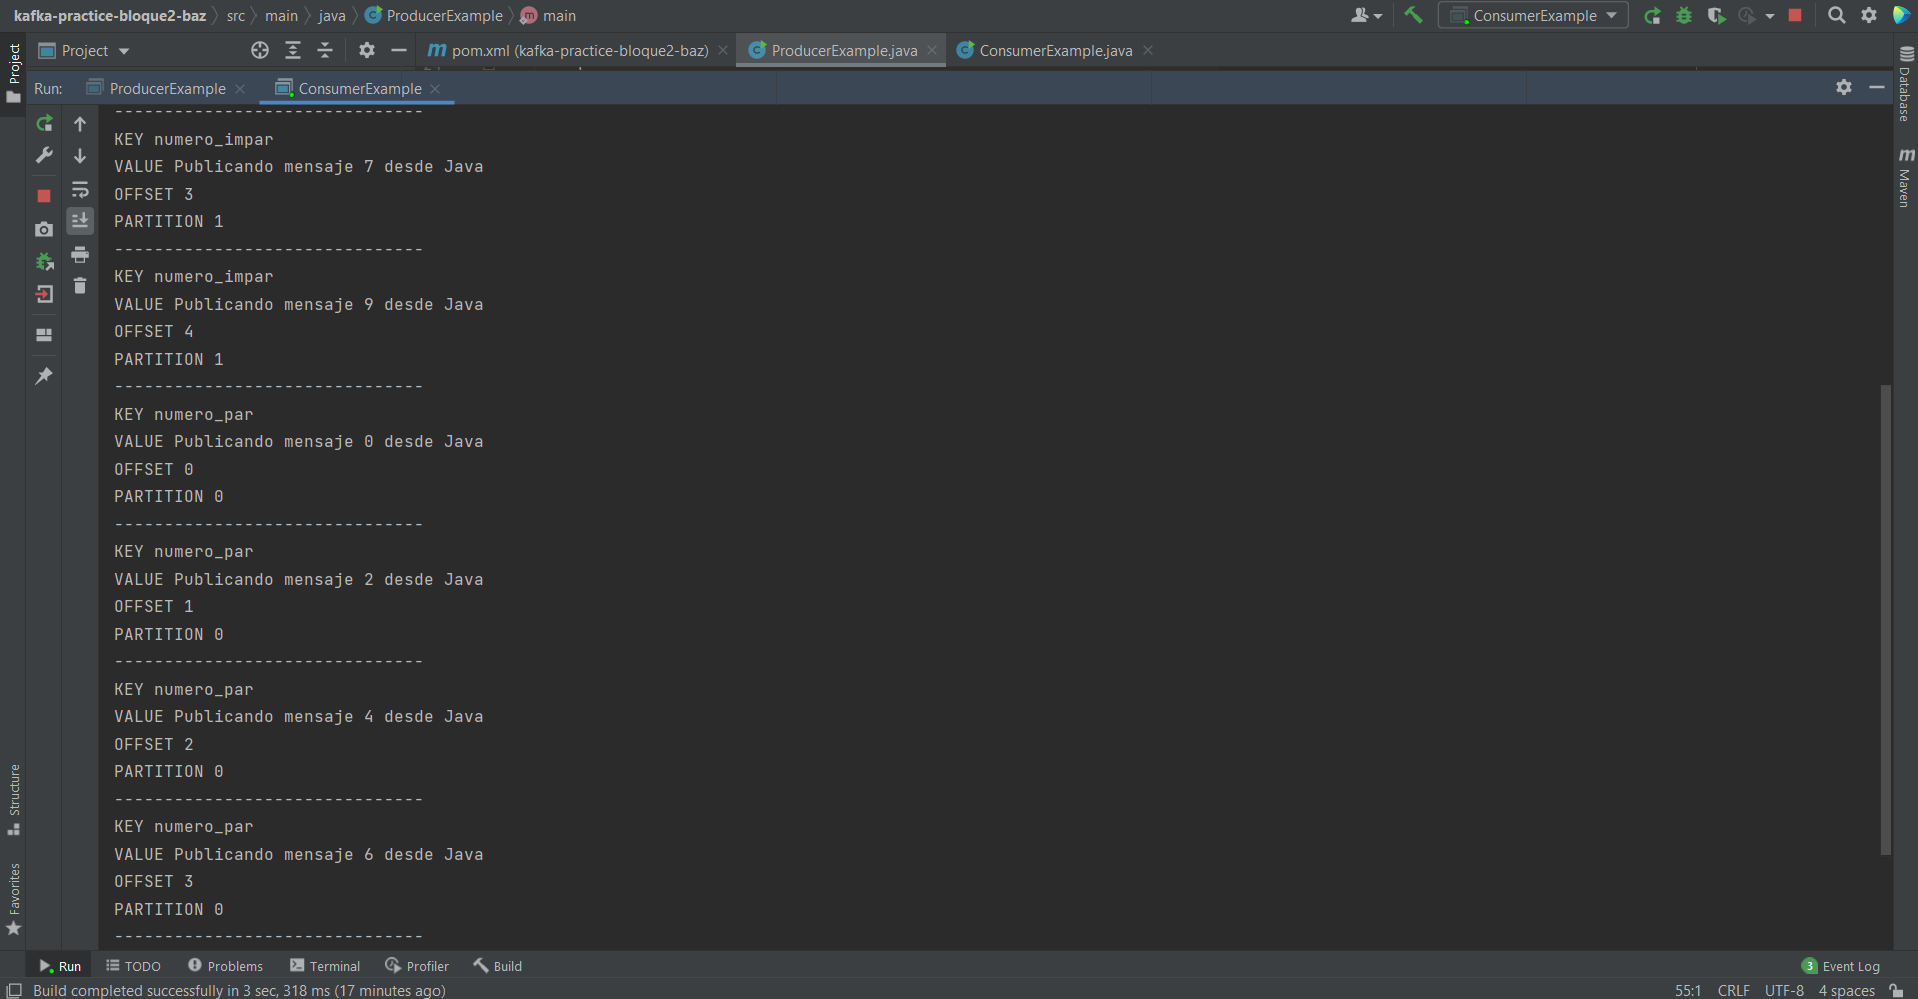 kafka-practice-bloque2-baz src main java ProducerExample main ConsumerExample
Project pom.xml (kafka-practice-bloque2-baz) ProducerExample.java ConsumerExample.java
Run: ProducerExample ConsumerExample
-------------------------------
KEY numero_impar
VALUE Publicando mensaje 7 desde Java
OFFSET 3
PARTITION 1
-------------------------------
KEY numero_impar
VALUE Publicando mensaje 9 desde Java
OFFSET 4
PARTITION 1
-------------------------------
KEY numero_par
VALUE Publicando mensaje 0 desde Java
OFFSET 0
PARTITION 0
-------------------------------
KEY numero_par
VALUE Publicando mensaje 2 desde Java
OFFSET 1
PARTITION 0
-------------------------------
KEY numero_par
VALUE Publicando mensaje 4 desde Java
OFFSET 2
PARTITION 0
-------------------------------
KEY numero_par
VALUE Publicando mensaje 6 desde Java
OFFSET 3
PARTITION 0
-------------------------------
Project
Structure
Favorites
Database
Maven
Run TODO Problems Terminal Profiler Build 3 Event Log
Build completed successfully in 3 sec, 318 ms (17 minutes ago) 55:1 CRLF UTF-8 4 spaces